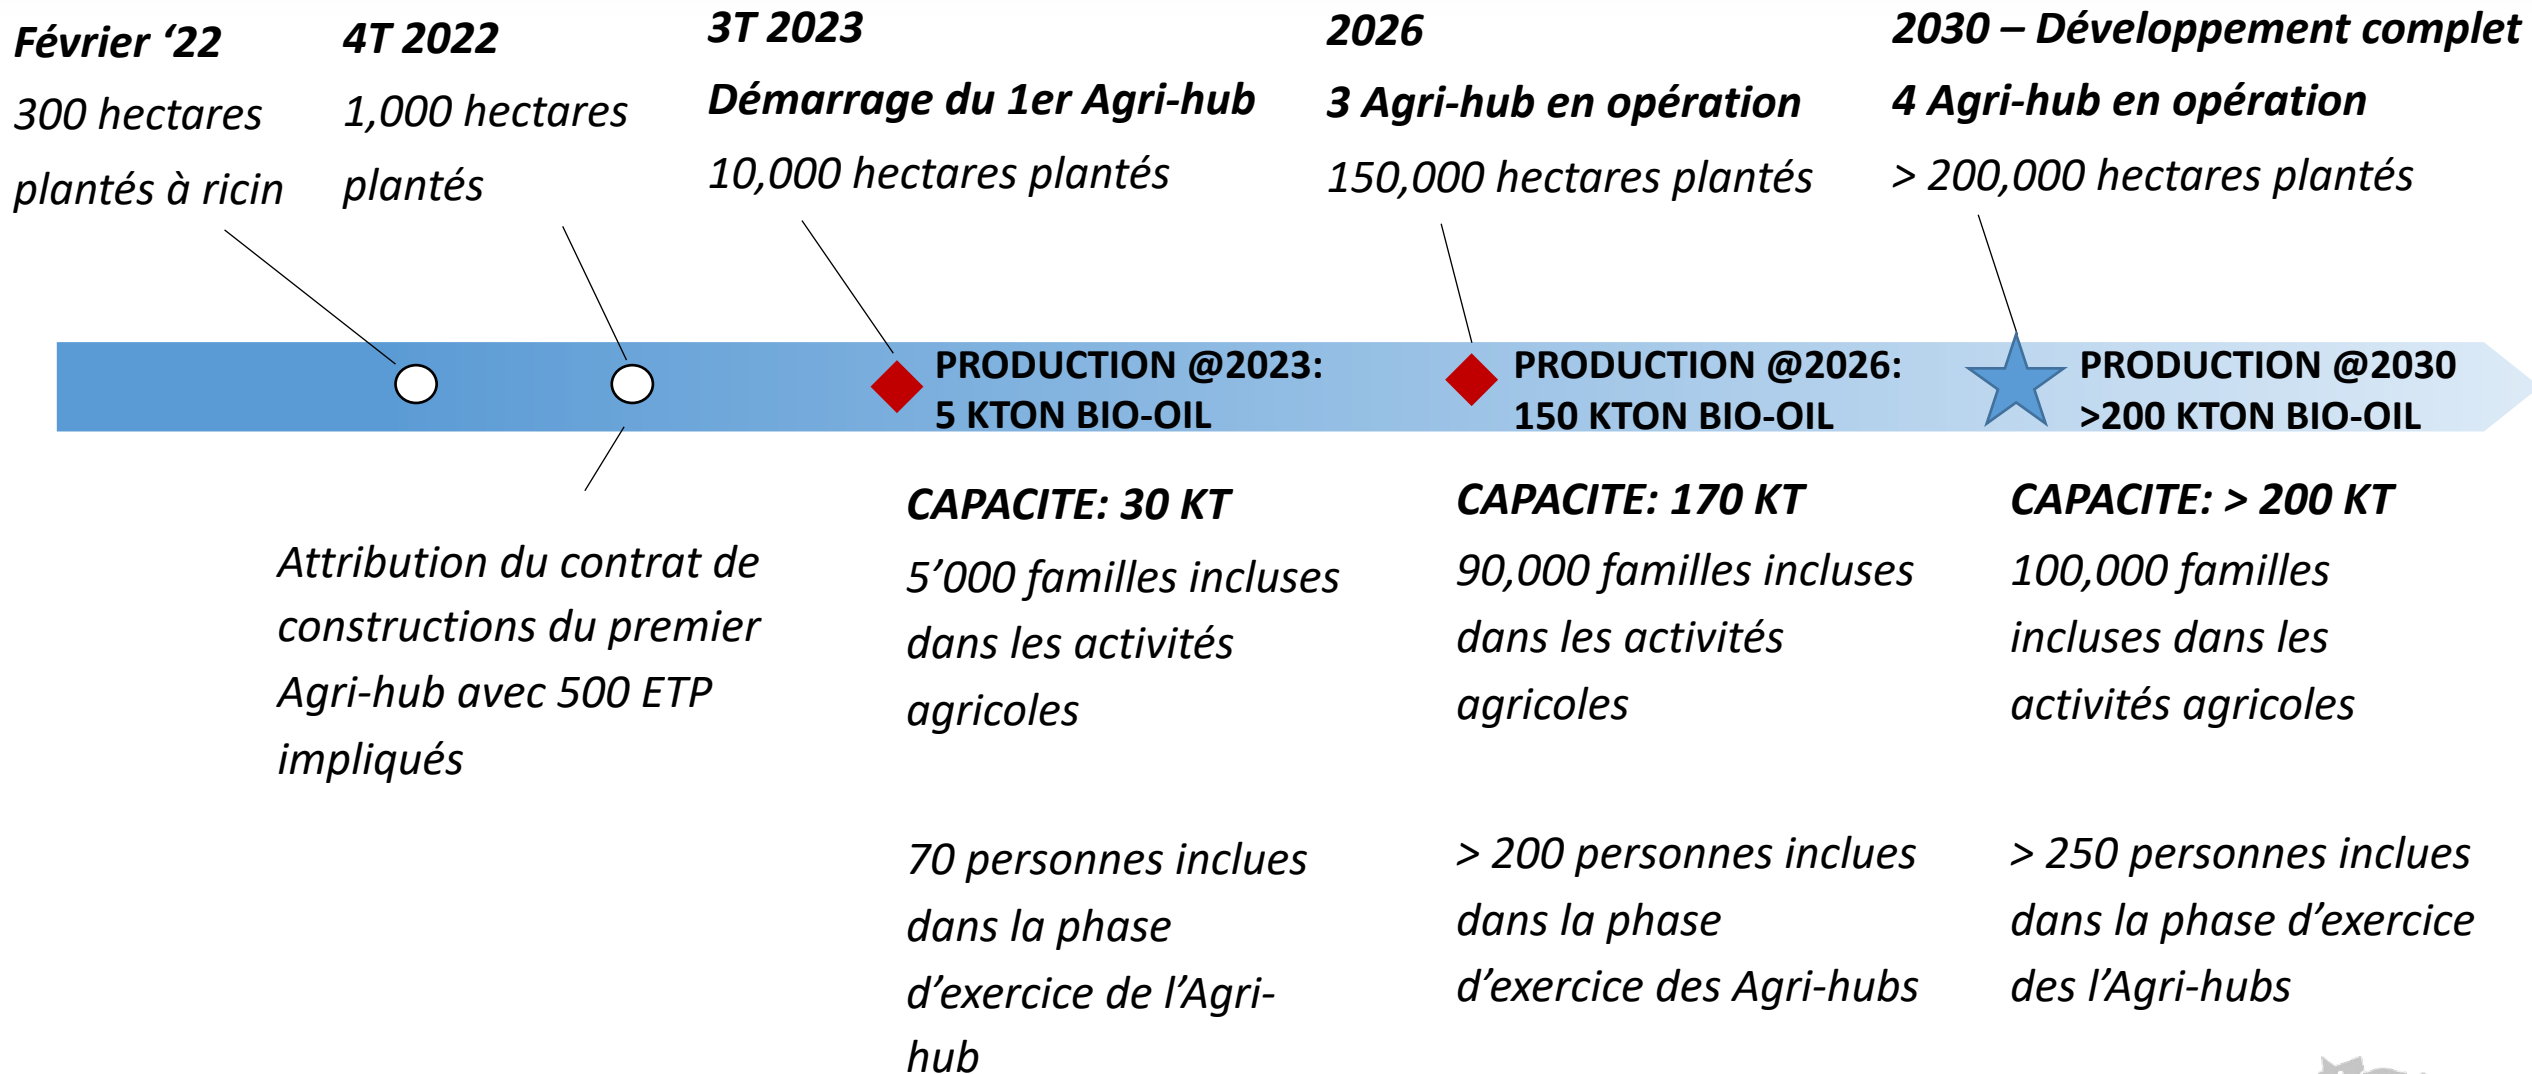 Février ‘22
300 hectares
plantés à ricin
4T 2022
1,000 hectares
plantés
3T 2023
Démarrage du 1er Agri-hub
10,000 hectares plantés
2026
3 Agri-hub en opération
150,000 hectares plantés
2030 – Développement complet
4 Agri-hub en opération
> 200,000 hectares plantés
PRODUCTION @2023:
5 KTON BIO-OIL
PRODUCTION @2026:
150 KTON BIO-OIL
PRODUCTION @2030
>200 KTON BIO-OIL
Attribution du contrat de
constructions du premier
Agri-hub avec 500 ETP
impliqués
CAPACITE: 30 KT
5’000 familles incluses
dans les activités
agricoles
70 personnes inclues
dans la phase
d’exercice de l’Agri-
hub
CAPACITE: 170 KT
90,000 familles incluses
dans les activités
agricoles
> 200 personnes inclues
dans la phase
d’exercice des Agri-hubs
CAPACITE: > 200 KT
100,000 familles
incluses dans les
activités agricoles
> 250 personnes inclues
dans la phase d’exercice
des l’Agri-hubs